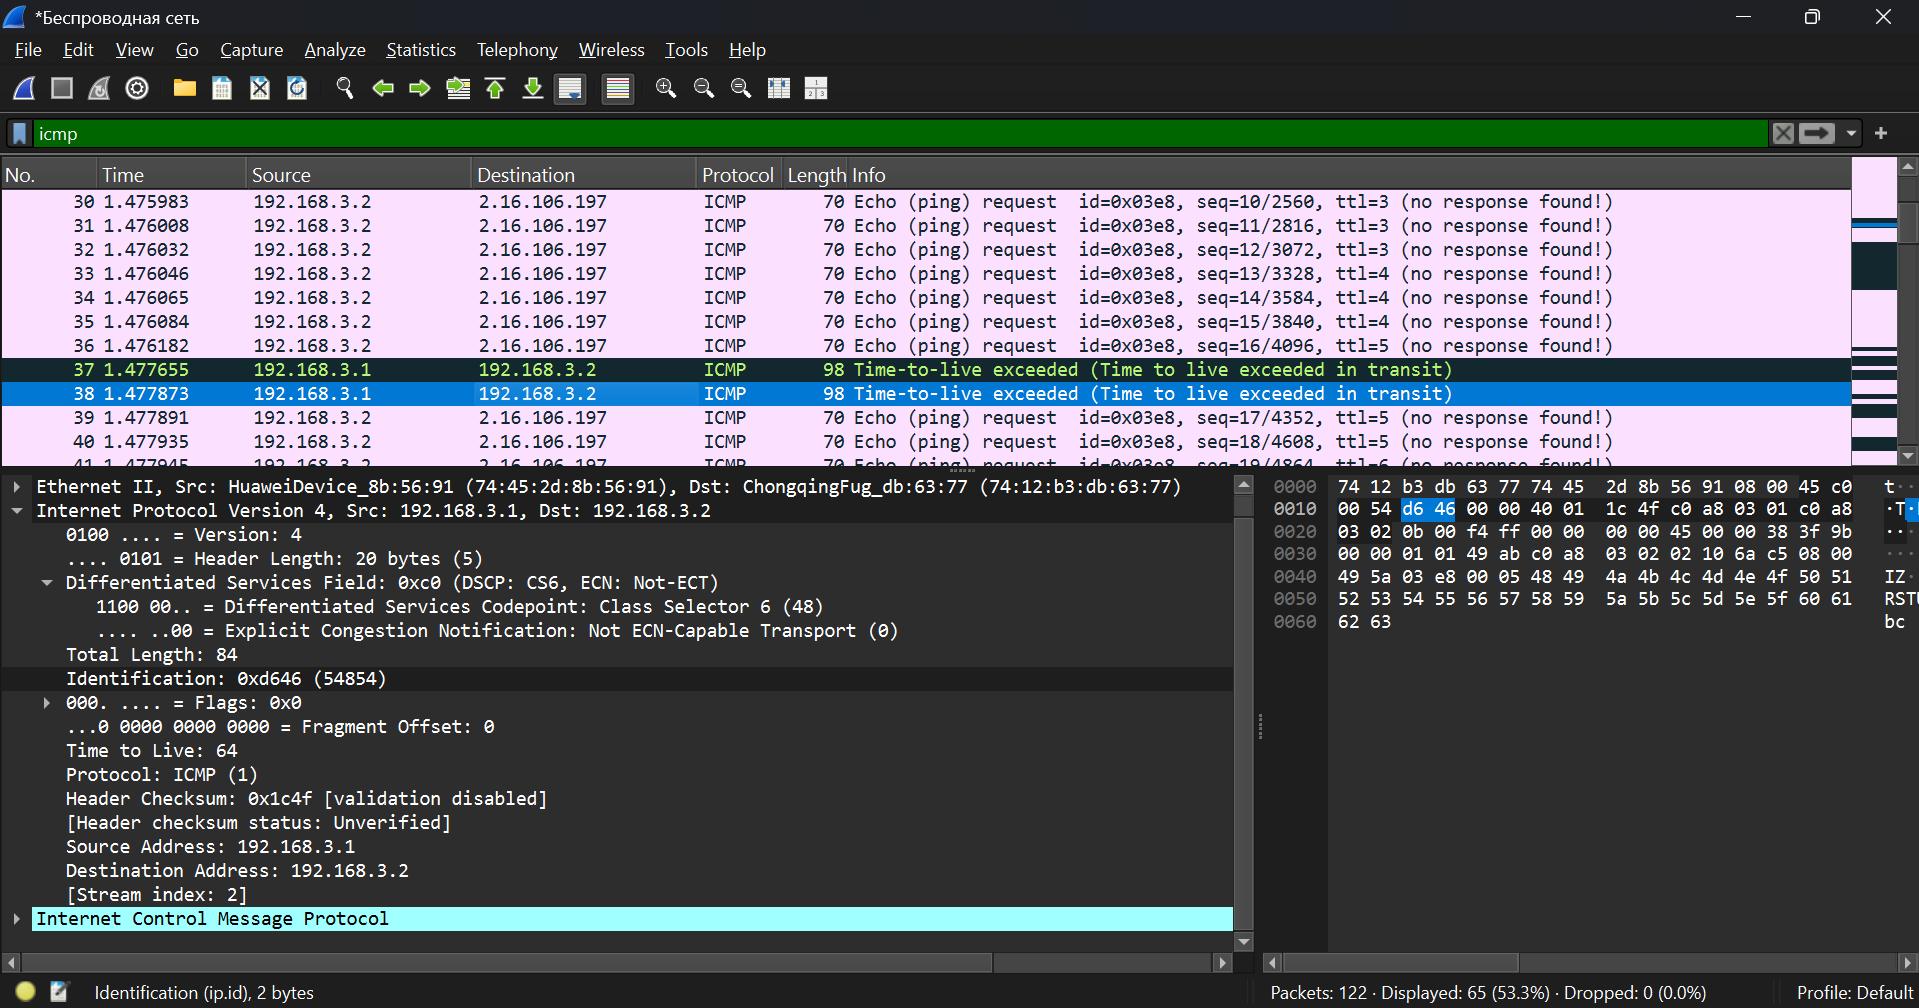 *Беспроводная сеть
File Edit View Go Capture Analyze Statistics Telephony Wireless Tools Help
icmp
No. Time Source Destination Protocol Length Info
30 1.475983 192.168.3.2 2.16.106.197 ICMP 70 Echo (ping) request id=0x03e8, seq=10/2560, ttl=3 (no response found!)
31 1.476008 192.168.3.2 2.16.106.197 ICMP 70 Echo (ping) request id=0x03e8, seq=11/2816, ttl=3 (no response found!)
32 1.476032 192.168.3.2 2.16.106.197 ICMP 70 Echo (ping) request id=0x03e8, seq=12/3072, ttl=3 (no response found!)
33 1.476046 192.168.3.2 2.16.106.197 ICMP 70 Echo (ping) request id=0x03e8, seq=13/3328, ttl=4 (no response found!)
34 1.476065 192.168.3.2 2.16.106.197 ICMP 70 Echo (ping) request id=0x03e8, seq=14/3584, ttl=4 (no response found!)
35 1.476084 192.168.3.2 2.16.106.197 ICMP 70 Echo (ping) request id=0x03e8, seq=15/3840, ttl=4 (no response found!)
36 1.476182 192.168.3.2 2.16.106.197 ICMP 70 Echo (ping) request id=0x03e8, seq=16/4096, ttl=5 (no response found!)
37 1.477655 192.168.3.1 192.168.3.2 ICMP 98 Time-to-live exceeded (Time to live exceeded in transit)
38 1.477873 192.168.3.1 192.168.3.2 ICMP 98 Time-to-live exceeded (Time to live exceeded in transit)
39 1.477891 192.168.3.2 2.16.106.197 ICMP 70 Echo (ping) request id=0x03e8, seq=17/4352, ttl=5 (no response found!)
40 1.477935 192.168.3.2 2.16.106.197 ICMP 70 Echo (ping) request id=0x03e8, seq=18/4608, ttl=5 (no response found!)
41 1.477945 192.168.3.2 2.16.106.197 ICMP 70 Echo (ping) request id=0x03e8, seq=19/4864, ttl=6 (no response found!)
Ethernet II, Src: HuaweiDevice_8b:56:91 (74:45:2d:8b:56:91), Dst: ChongqingFug_db:63:77 (74:12:b3:db:63:77)
Internet Protocol Version 4, Src: 192.168.3.1, Dst: 192.168.3.2
0100 .... = Version: 4
.... 0101 = Header Length: 20 bytes (5)
Differentiated Services Field: 0xc0 (DSCP: CS6, ECN: Not-ECT)
1100 00.. = Differentiated Services Codepoint: Class Selector 6 (48)
.... ..00 = Explicit Congestion Notification: Not ECN-Capable Transport (0)
Total Length: 84
Identification: 0xd646 (54854)
000. .... = Flags: 0x0
...0 0000 0000 0000 = Fragment Offset: 0
Time to Live: 64
Protocol: ICMP (1)
Header Checksum: 0x1c4f [validation disabled]
[Header checksum status: Unverified]
Source Address: 192.168.3.1
Destination Address: 192.168.3.2
[Stream index: 2]
Internet Control Message Protocol
0000 74 12 b3 db 63 77 74 45 2d 8b 56 91 08 00 45 c0 t··
0010 00 54 d6 46 00 00 40 01 1c 4f c0 a8 03 01 c0 a8 ·T·
0020 03 02 0b 00 f4 ff 00 00 00 00 45 00 00 38 3f 9b ··
0030 00 00 01 01 49 ab c0 a8 03 02 02 10 6a c5 08 00 ···
0040 49 5a 03 e8 00 05 48 49 4a 4b 4c 4d 4e 4f 50 51 IZ·
0050 52 53 54 55 56 57 58 59 5a 5b 5c 5d 5e 5f 60 61 RSTU
0060 62 63 bc
Identification (ip.id), 2 bytes
Packets: 122 · Displayed: 65 (53.3%) · Dropped: 0 (0.0%)
Profile: Default